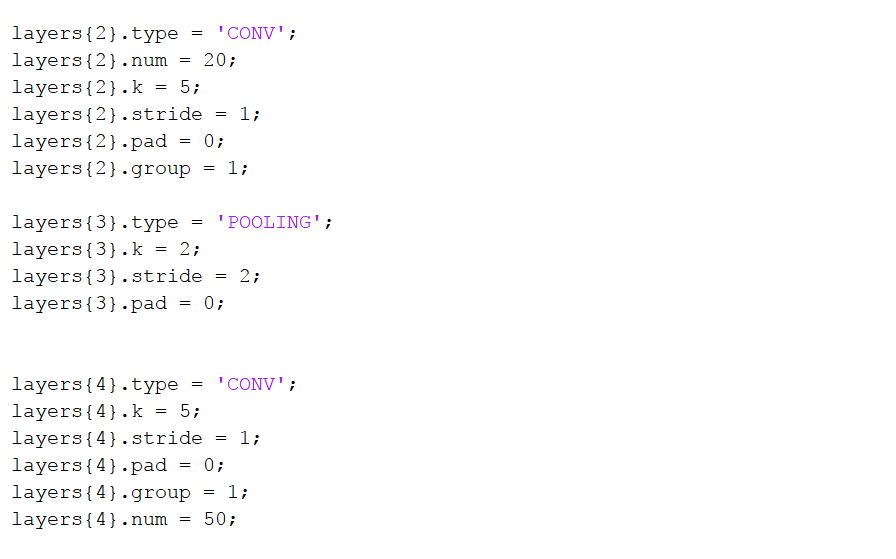 layers{2}.type = 'CONV';
layers{2}.num = 20;
layers{2}.k = 5;
layers{2}.stride = 1;
layers{2}.pad = 0;
layers{2}.group = 1;
layers{3}.type = 'POOLING';
layers{3}.k = 2;
layers{3}.stride = 2;
layers{3}.pad = 0;
layers{4}.type = 'CONV';
layers{4}.k = 5;
layers{4}.stride = 1;
layers{4}.pad = 0;
layers{4}.group = 1;
layers{4}.num = 50;